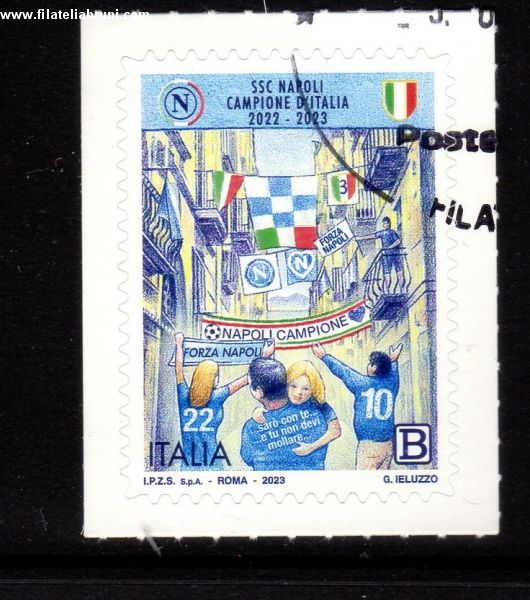 www.filateliabruni.com
Poste
FILAT
N
SSC NAPOLI
CAMPIONE D'ITALIA
2022 - 2023
3
FORZA
NAPOLI
N
N
NAPOLI CAMPIONE
FORZA NAPOLI
22
10
..sarò con te...
...e tu non devi
mollare...
ITALIA
B
I.P.Z.S. S.p.A. - ROMA - 2023
G. IELUZZO